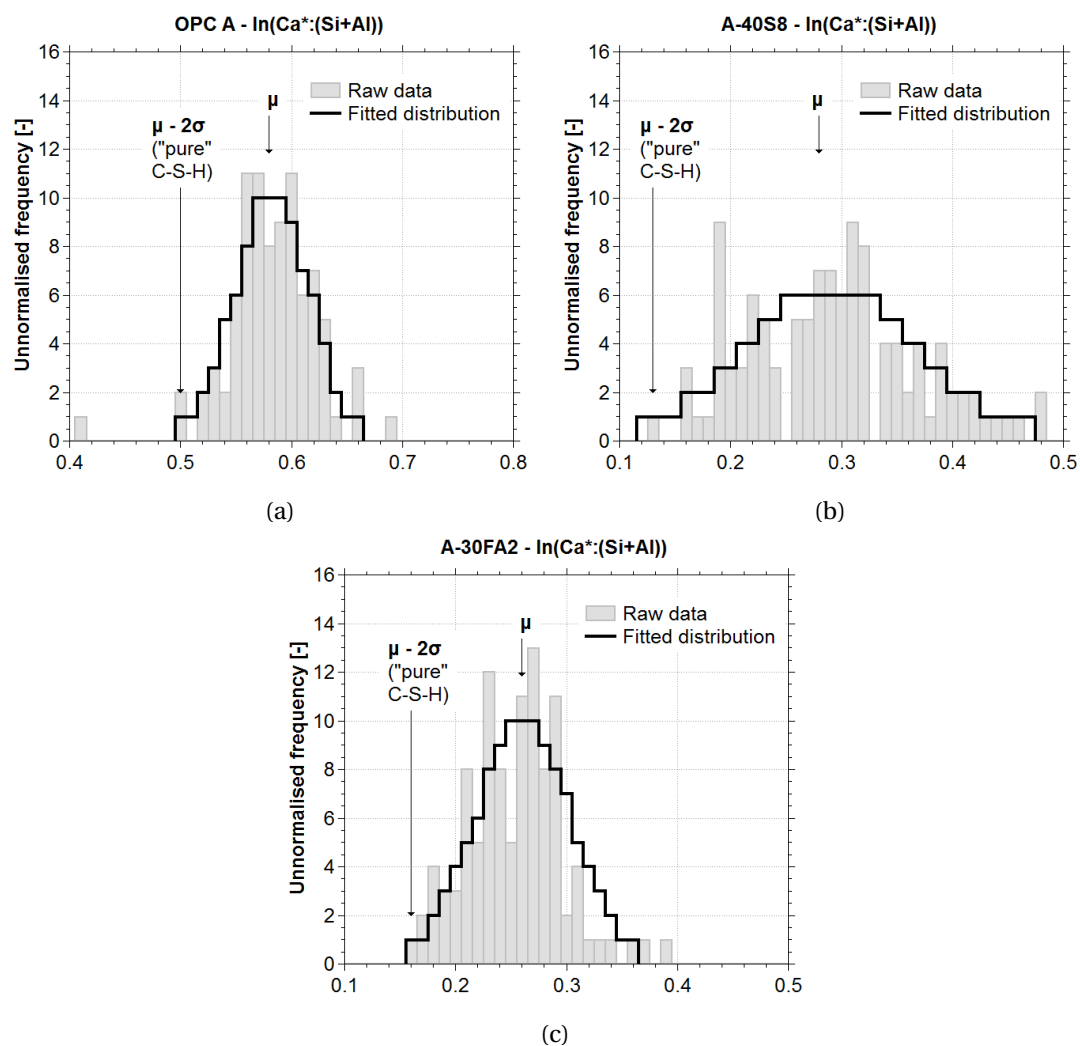 OPC A - ln(Ca*:(Si+Al))
Unnormalised frequency [-]
16
14
12
10
8
6
4
2
0
0.4
0.5
0.6
0.7
0.8
μ - 2σ
("pure"
C-S-H)
μ
Raw data
Fitted distribution
(a)
A-40S8 - ln(Ca*:(Si+Al))
Unnormalised frequency [-]
16
14
12
10
8
6
4
2
0
0.1
0.2
0.3
0.4
0.5
μ - 2σ
("pure"
C-S-H)
μ
Raw data
Fitted distribution
(b)
A-30FA2 - ln(Ca*:(Si+Al))
Unnormalised frequency [-]
16
14
12
10
8
6
4
2
0
0.1
0.2
0.3
0.4
0.5
μ - 2σ
("pure"
C-S-H)
μ
Raw data
Fitted distribution
(c)